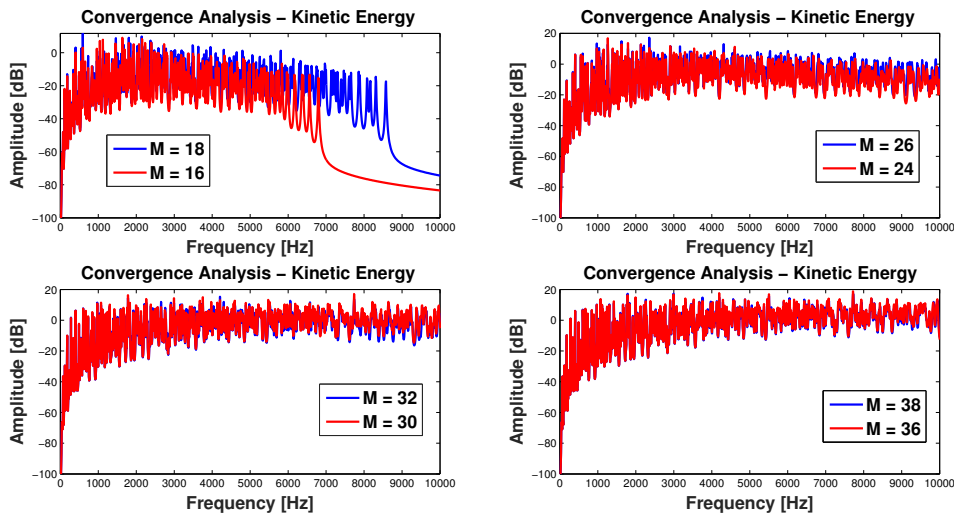 Convergence Analysis – Kinetic Energy
Amplitude [dB]
0
−20
−40
−60
−80
−100
M = 18
M = 16
0 1000 2000 3000 4000 5000 6000 7000 8000 9000 10000
Frequency [Hz]
Convergence Analysis – Kinetic Energy
Amplitude [dB]
20
0
−20
−40
−60
−80
−100
M = 26
M = 24
0 1000 2000 3000 4000 5000 6000 7000 8000 9000 10000
Frequency [Hz]
Convergence Analysis – Kinetic Energy
Amplitude [dB]
20
0
−20
−40
−60
−80
−100
M = 32
M = 30
0 1000 2000 3000 4000 5000 6000 7000 8000 9000 10000
Frequency [Hz]
Convergence Analysis – Kinetic Energy
Amplitude [dB]
20
0
−20
−40
−60
−80
−100
M = 38
M = 36
0 1000 2000 3000 4000 5000 6000 7000 8000 9000 10000
Frequency [Hz]